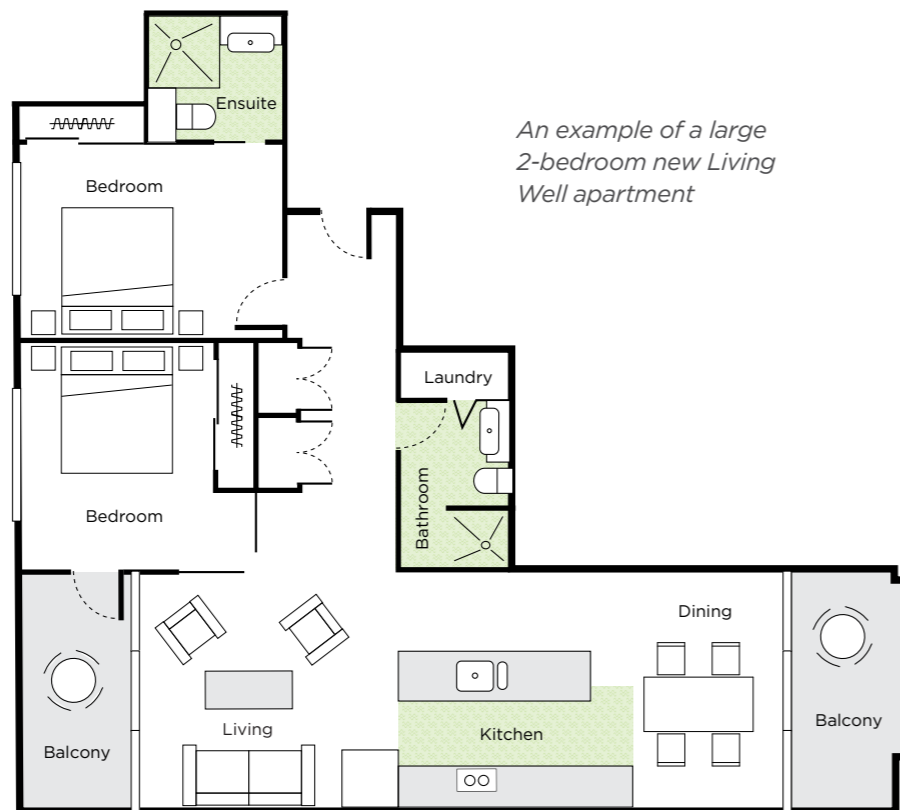 Ensuite
An example of a large
2-bedroom new Living
Well apartment
Bedroom
Laundry
Bathroom
Bedroom
Dining
Living
Kitchen
Balcony
Balcony